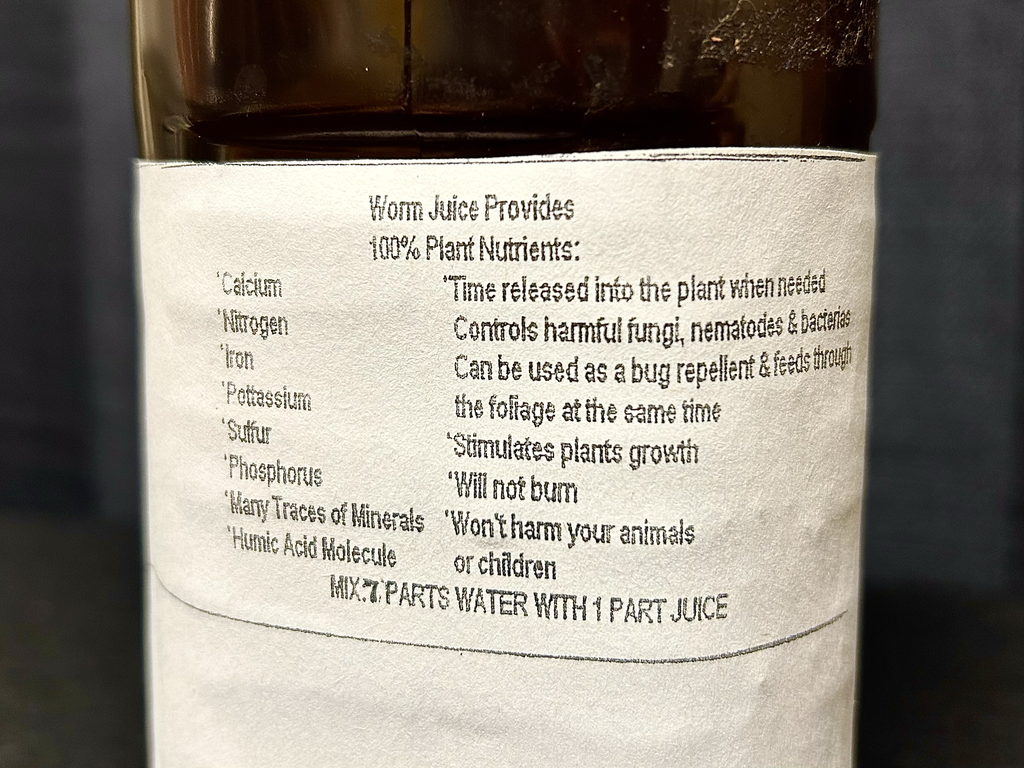 Worm Juice Provides
100% Plant Nutrients:
*Calcium
*Nitrogen
*Iron
*Pottassium
*Sulfur
*Phosphorus
*Many Traces of Minerals
*Humic Acid Molecule
*Time released into the plant when needed
Controls harmful fungi, nematodes & bacterias
Can be used as a bug repellent & feeds through
the foliage at the same time
*Stimulates plants growth
*Will not burn
*Won't harm your animals
or children
MIX:7 PARTS WATER WITH 1 PART JUICE